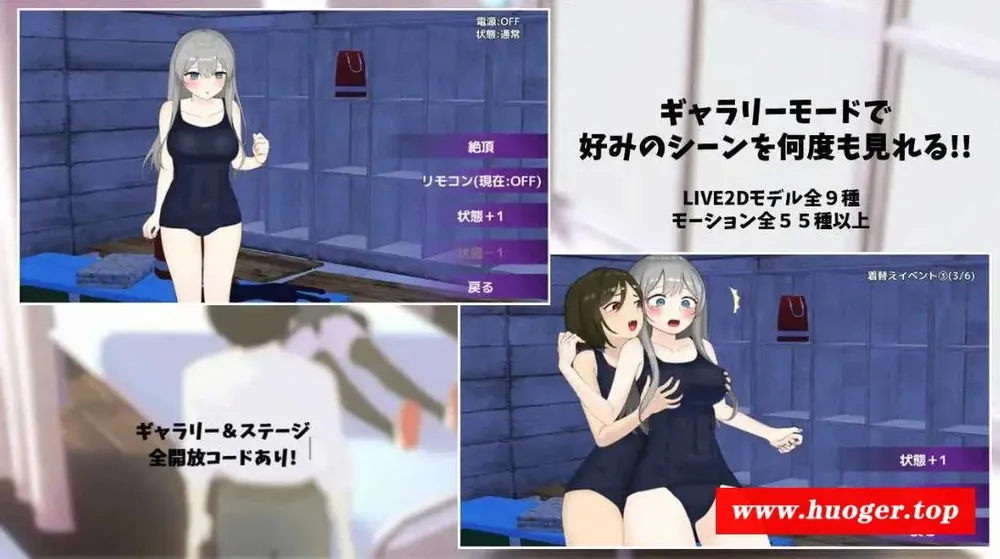 電源:OFF
状態:通常
絶頂
リモコン(現在:OFF)
状態+1
状態-1
戻る
ギャラリーモードで
好みのシーンを何度も見れる!!
LIVE2Dモデル全9種
モーション全55種以上
ギャラリー&ステージ
全開放コードあり!
着替えイベント③(3/6)
状態+1
www.huoger.top